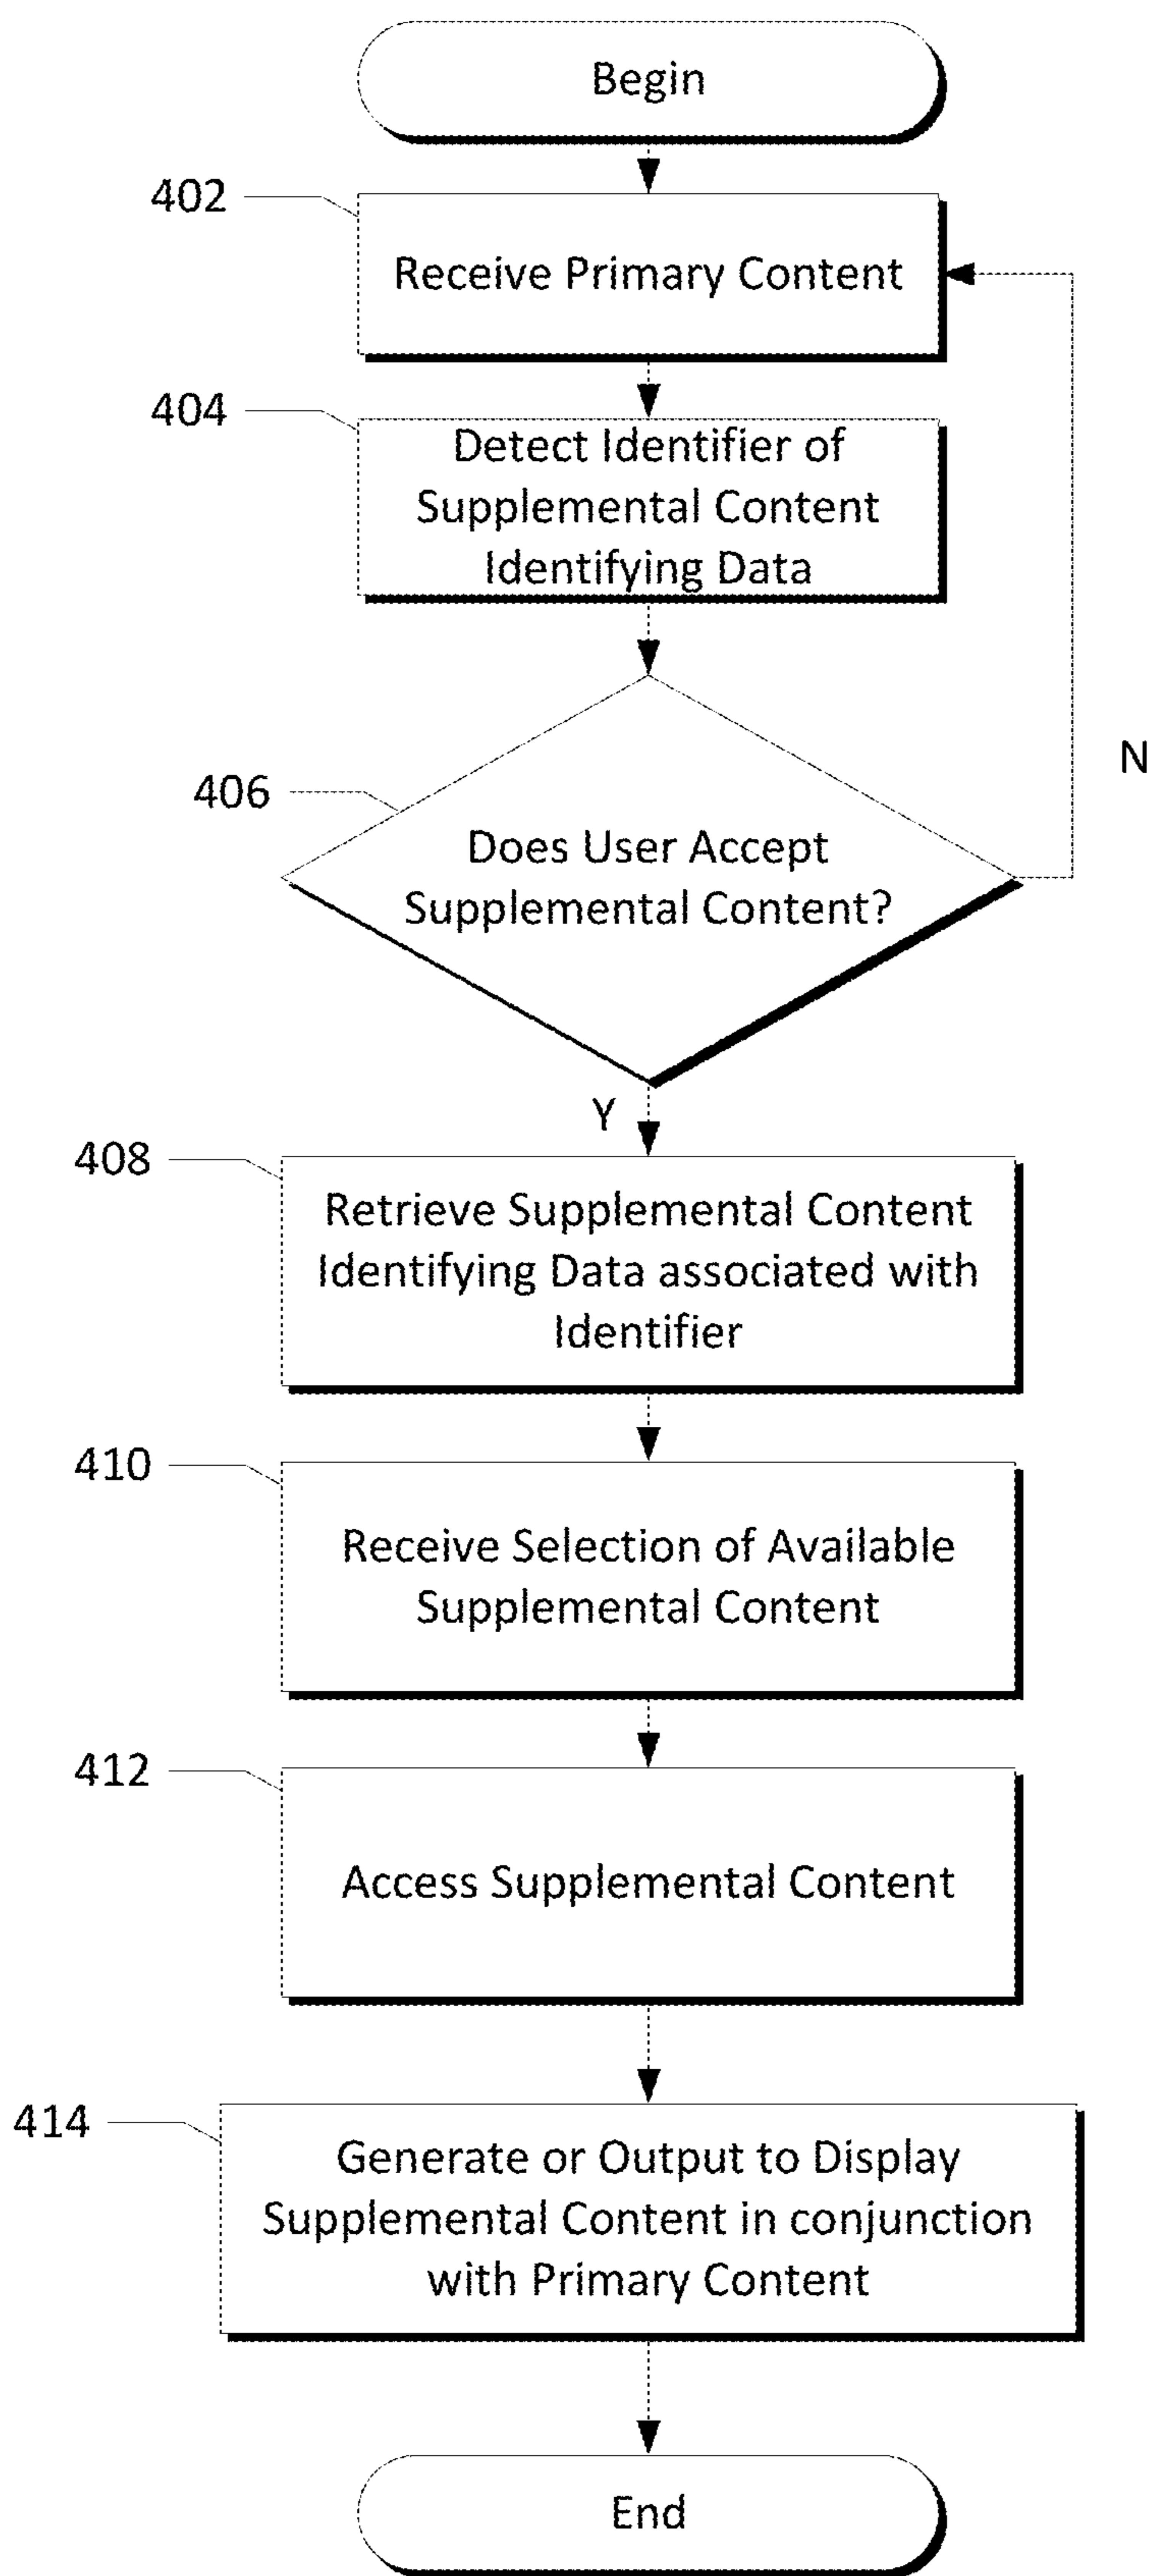 Begin
402
Receive Primary Content
404
Detect Identifier of
Supplemental Content
Identifying Data
N
406
Does User Accept
Supplemental Content?
Y
408
Retrieve Supplemental Content
Identifying Data associated with
Identifier
410
Receive Selection of Available
Supplemental Content
412
Access Supplemental Content
414
Generate or Output to Display
Supplemental Content in conjunction
with Primary Content
End